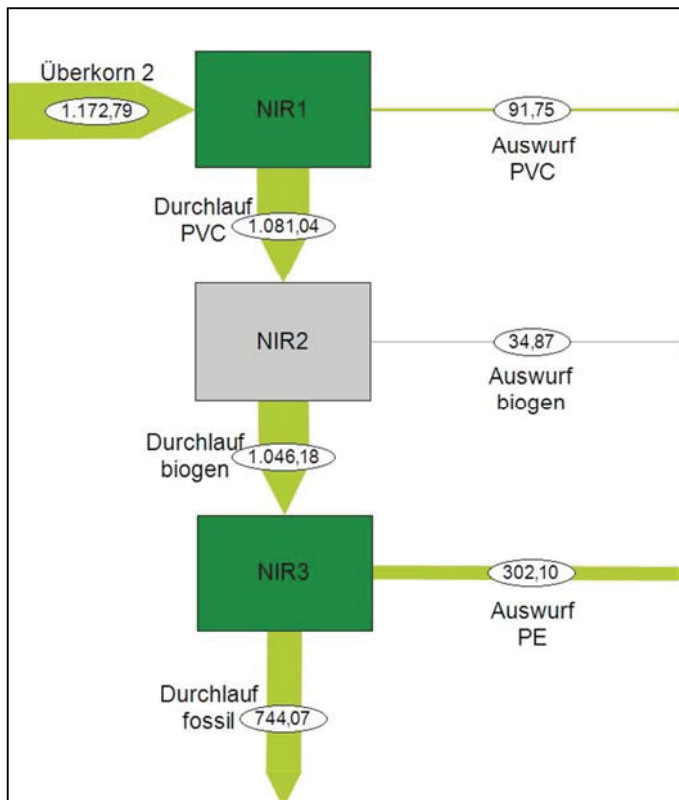 Überkorn 2
1.172,79
NIR1
91,75
Auswurf
PVC
Durchlauf
PVC
1.081,04
NIR2
34,87
Auswurf
biogen
Durchlauf
biogen
1.046,18
NIR3
302,10
Auswurf
PE
Durchlauf
fossil
744,07